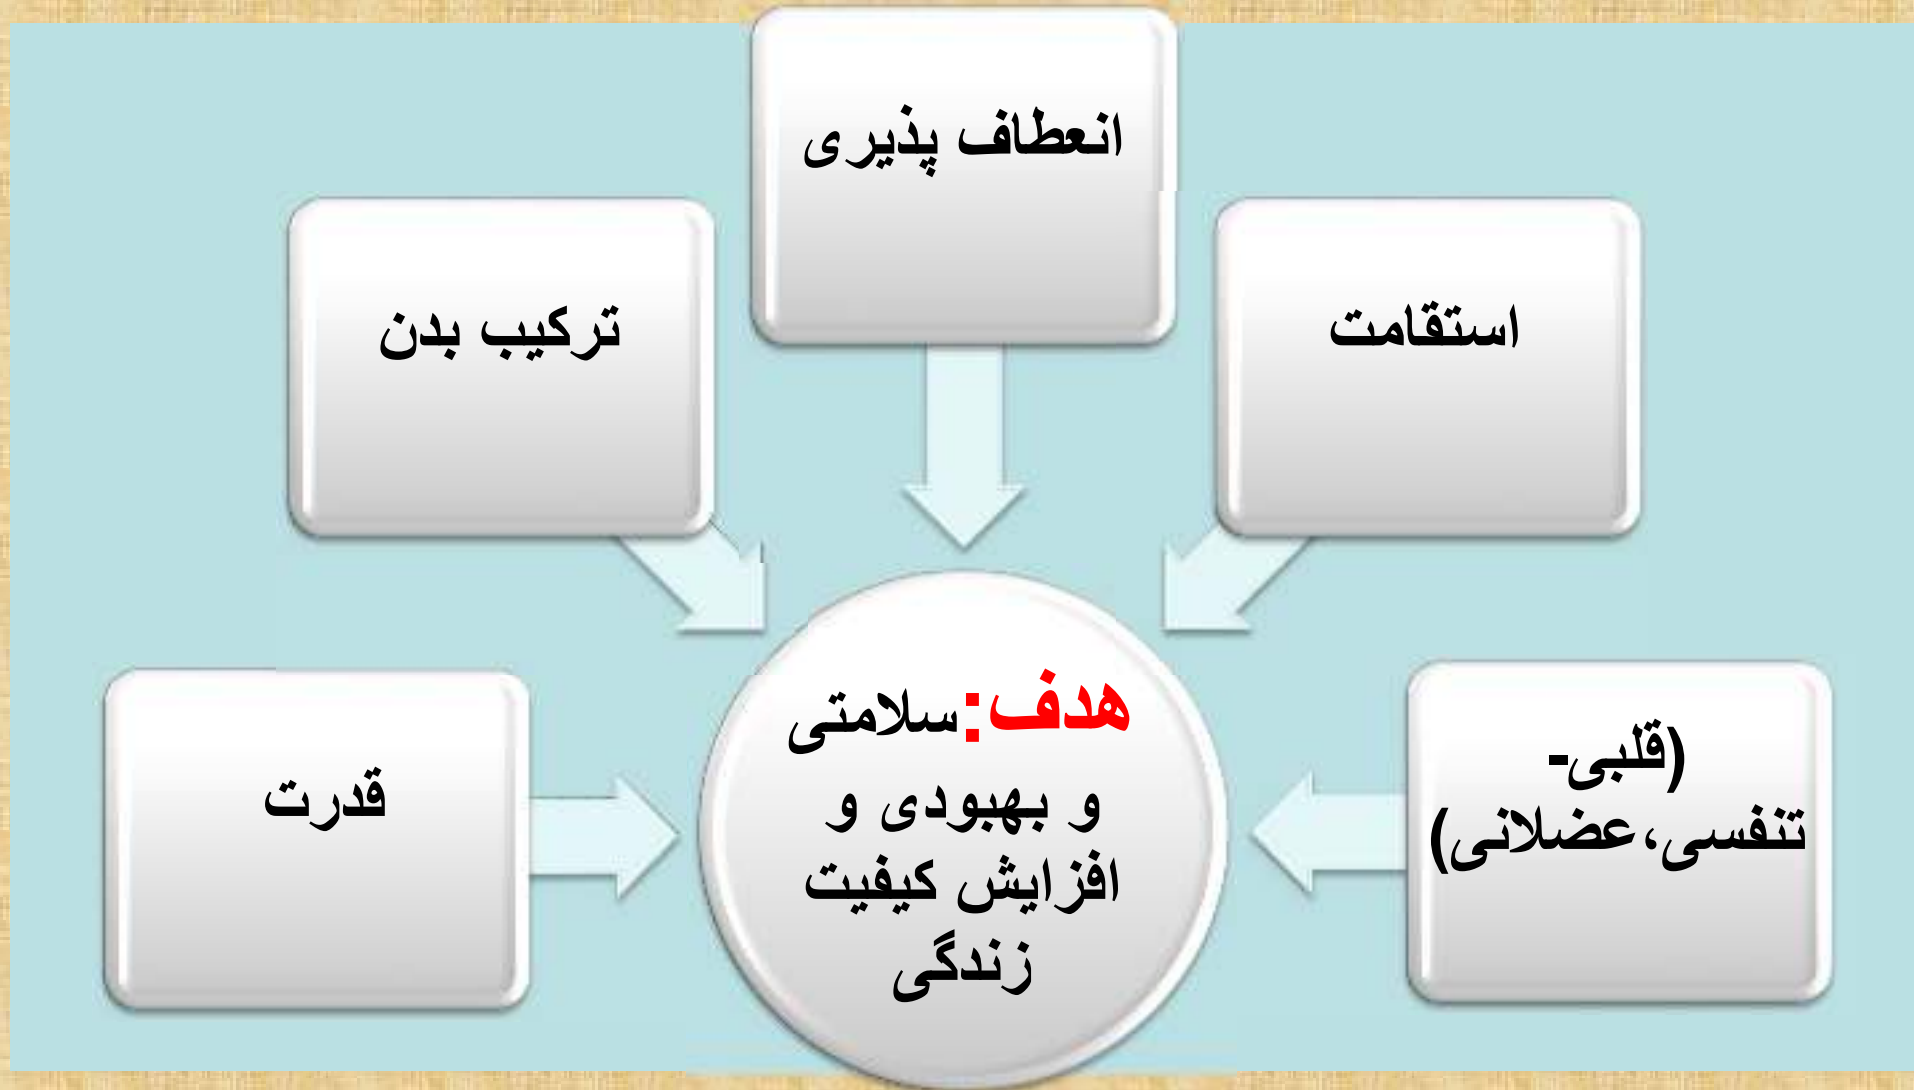 انعطاف پذیری
استقامت
ترکیب بدن
(قلبی-
تنفسی،عضلانی)
قدرت
هدف:سلامتی
و بهبودی و
افزایش کیفیت
زندگی